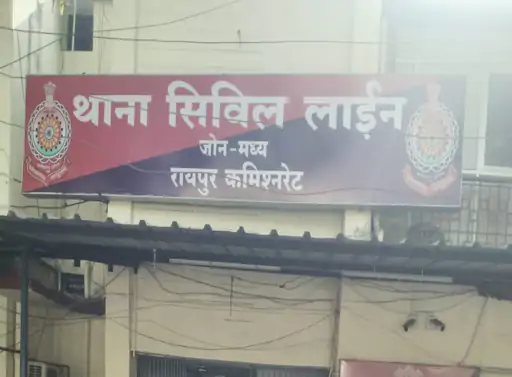 थाना सिविल लाईन
जोन-मध्य
रायपुर कमिश्नरेट